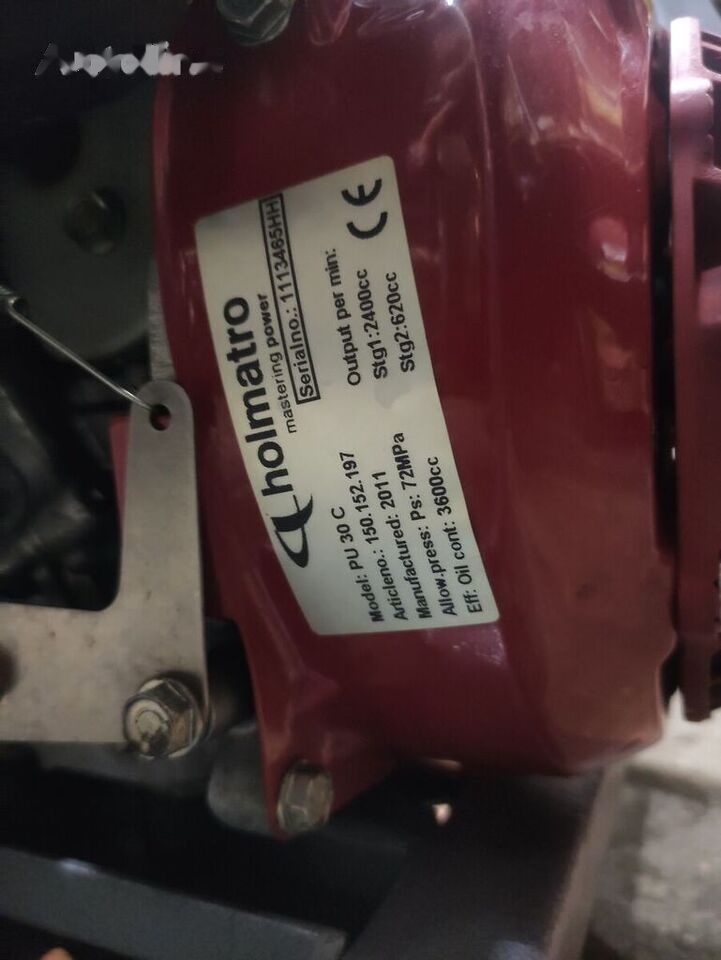 holmatro
mastering power
Serialno.: 1113465HH
Model: PU 30 C
Articleno.: 150.152.197
Manufactured: 2011
Allow.press: Ps: 72MPa
Eff: Oil cont: 3600cc
Output per min:
Stg1:2400cc
Stg2:620cc
CE